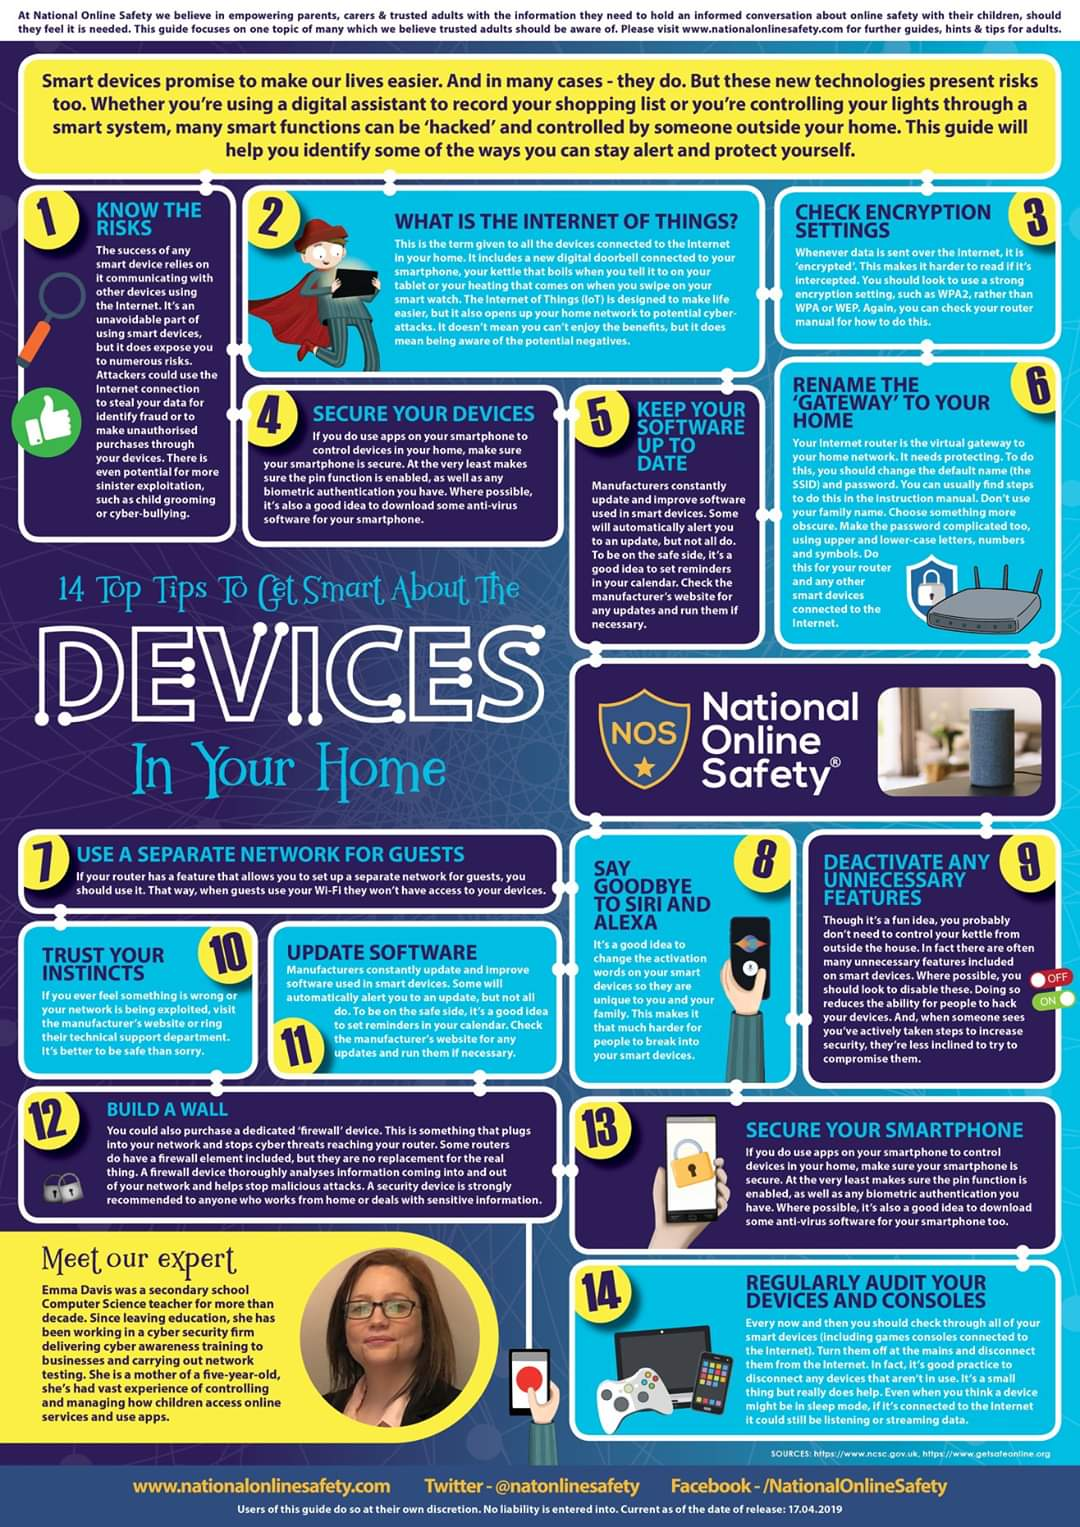 At National Online Safety we believe in empowering parents, carers & trusted adults with the information they need to hold an informed conversation about online safety with their children, should
they feel it is needed. This guide focuses on one topic of many which we believe trusted adults should be aware of. Please visit www.nationalonlinesafety.com for further guides, hints & tips for adults.
Smart devices promise to make our lives easier. And in many cases - they do. But these new technologies present risks
too. Whether you're using a digital assistant to record your shopping list or you're controlling your lights through a
smart system, many smart functions can be 'hacked' and controlled by someone outside your home. This guide will
help you identify some of the ways you can stay alert and protect yourself.
1
KNOW THE
RISKS
The success of any
smart device relies on
it communicating with
other devices using
the Internet. It's an
unavoidable part of
using smart devices,
but it does expose you
to numerous risks.
Attackers could use the
Internet connection
to steal your data for
identify fraud or to
make unauthorised
purchases through
your devices. There is
even potential for more
sinister exploitation,
such as child grooming
or cyber-bullying.
2
WHAT IS THE INTERNET OF THINGS?
This is the term given to all the devices connected to the Internet
in your home. It includes a new digital doorbell connected to your
smartphone, your kettle that boils when you tell it to on your
tablet or your heating that comes on when you swipe on your
smart watch. The Internet of Things (IoT) is designed to make life
easier, but it also opens up your home network to potential cyber-
attacks. It doesn't mean you can't enjoy the benefits, but it does
mean being aware of the potential negatives.
3
CHECK ENCRYPTION
SETTINGS
Whenever data is sent over the Internet, it is
'encrypted'. This makes it harder to read if it's
intercepted. You should look to use a strong
encryption setting, such as WPA2, rather than
WPA or WEP. Again, you can check your router
manual for how to do this.
4
SECURE YOUR DEVICES
If you do use apps on your smartphone to
control devices in your home, make sure
your smartphone is secure. At the very least makes
sure the pin function is enabled, as well as any
biometric authentication you have. Where possible,
it's also a good idea to download some anti-virus
software for your smartphone.
5
KEEP YOUR
SOFTWARE
UP TO
DATE
Manufacturers constantly
update and improve software
used in smart devices. Some
will automatically alert you
to an update, but not all do.
To be on the safe side, it's a
good idea to set reminders
in your calendar. Check the
manufacturer's website for
any updates and run them if
necessary.
6
RENAME THE
'GATEWAY' TO YOUR
HOME
Your Internet router is the virtual gateway to
your home network. It needs protecting. To do
this, you should change the default name (the
SSID) and password. You can usually find steps
to do this in the instruction manual. Don't use
your family name. Choose something more
obscure. Make the password complicated too,
using upper and lower-case letters, numbers
and symbols. Do
this for your router
and any other
smart devices
connected to the
Internet.
14 Top Tips To Get Smart About The
DEVICES
In Your Home
NOS
National
Online
Safety®
7
USE A SEPARATE NETWORK FOR GUESTS
If your router has a feature that allows you to set up a separate network for guests, you
should use it. That way, when guests use your Wi-Fi they won't have access to your devices.
8
SAY
GOODBYE
TO SIRI AND
ALEXA
It's a good idea to
change the activation
words on your smart
devices so they are
unique to you and your
family. This makes it
that much harder for
people to break into
your smart devices.
9
DEACTIVATE ANY
UNNECESSARY
FEATURES
Though it's a fun idea, you probably
don't need to control your kettle from
outside the house. In fact there are often
many unnecessary features included
on smart devices. Where possible, you
should look to disable these. Doing so
reduces the ability for people to hack
your devices. And, when someone sees
you've actively taken steps to increase
security, they're less inclined to try to
compromise them.
OFF
ON
10
TRUST YOUR
INSTINCTS
If you ever feel something is wrong or
your network is being exploited, visit
the manufacturer's website or ring
their technical support department.
It's better to be safe than sorry.
11
UPDATE SOFTWARE
Manufacturers constantly update and improve
software used in smart devices. Some will
automatically alert you to an update, but not all
do. To be on the safe side, it's a good idea
to set reminders in your calendar. Check
the manufacturer's website for any
updates and run them if necessary.
12
BUILD A WALL
You could also purchase a dedicated 'firewall' device. This is something that plugs
into your network and stops cyber threats reaching your router. Some routers
do have a firewall element included, but they are no replacement for the real
thing. A firewall device thoroughly analyses information coming into and out
of your network and helps stop malicious attacks. A security device is strongly
recommended to anyone who works from home or deals with sensitive information.
13
SECURE YOUR SMARTPHONE
If you do use apps on your smartphone to control
devices in your home, make sure your smartphone is
secure. At the very least makes sure the pin function is
enabled, as well as any biometric authentication you
have. Where possible, it's also a good idea to download
some anti-virus software for your smartphone too.
Meet our expert
Emma Davis was a secondary school
Computer Science teacher for more than
decade. Since leaving education, she has
been working in a cyber security firm
delivering cyber awareness training to
businesses and carrying out network
testing. She is a mother of a five-year-old,
she's had vast experience of controlling
and managing how children access online
services and use apps.
14
REGULARLY AUDIT YOUR
DEVICES AND CONSOLES
Every now and then you should check through all of your
smart devices (including games consoles connected to
the Internet). Turn them off at the mains and disconnect
them from the Internet. In fact, it's good practice to
disconnect any devices that aren't in use. It's a small
thing but really does help. Even when you think a device
might be in sleep mode, if it's connected to the Internet
it could still be listening or streaming data.
SOURCES: https://www.ncsc.gov.uk, https://www.getsafeonline.org
www.nationalonlinesafety.com Twitter - @natonlinesafety Facebook - /NationalOnlineSafety
Users of this guide do so at their own discretion. No liability is entered into. Current as of the date of release: 17.04.2019